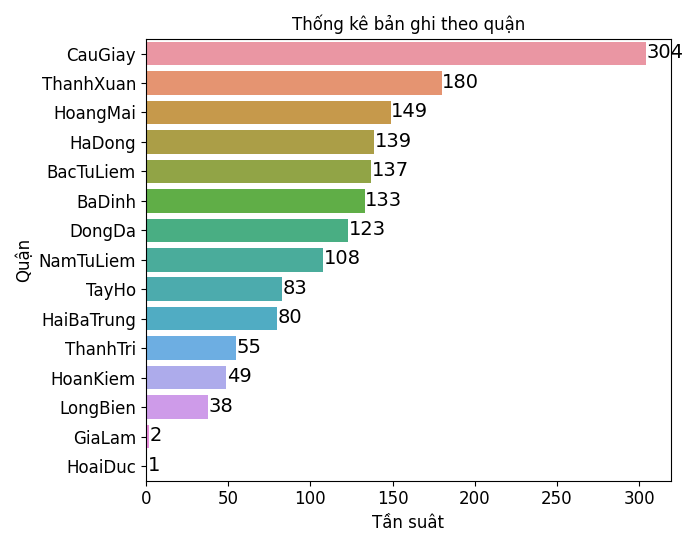 Thống kê bản ghi theo quận
CauGiay 304
ThanhXuan 180
HoangMai 149
HaDong 139
BacTuLiem 137
BaDinh 133
DongDa 123
NamTuLiem 108
TayHo 83
HaiBaTrung 80
ThanhTri 55
HoanKiem 49
LongBien 38
GiaLam 2
HoaiDuc 1
Quận
0 50 100 150 200 250 300
Tần suât